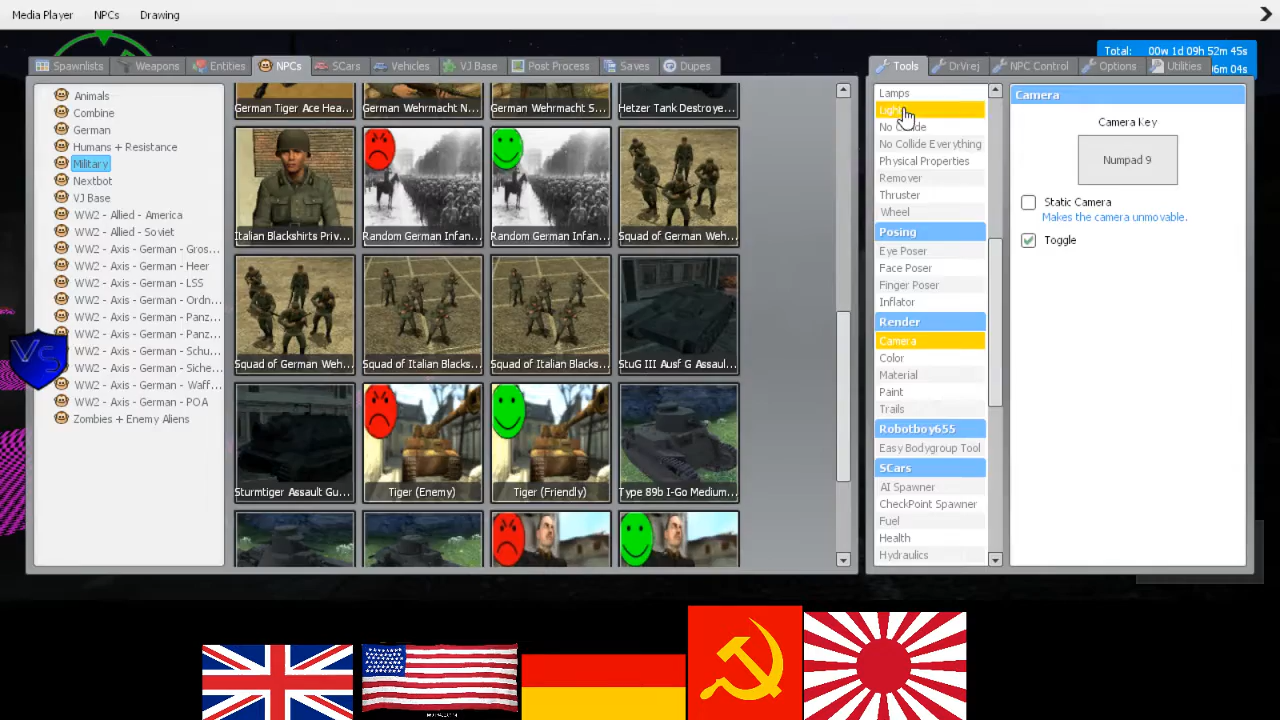 Media Player
NPCs
Drawing
Total: 00w 1d 09h 52m 45s
06m 04s
Spawnlists
Weapons
Entities
NPCs
SCars
Vehicles
VJ Base
Post Process
Saves
Dupes
Tools
DrVrej
NPC Control
Options
Utilities
Animals
Combine
German
Humans + Resistance
Military
Nextbot
VJ Base
WW2 - Allied - America
WW2 - Allied - Soviet
WW2 - Axis - German - Gros...
WW2 - Axis - German - Heer
WW2 - Axis - German - LSS
WW2 - Axis - German - Ordn...
WW2 - Axis - German - Panz...
WW2 - Axis - German - Panz...
WW2 - Axis - German - Schu...
WW2 - Axis - German - Siche...
WW2 - Axis - German - Waff...
WW2 - Axis - German - POA
Zombies + Enemy Aliens
VS
German Tiger Ace Hea...
German Wehrmacht N...
German Wehrmacht S...
Hetzer Tank Destroye...
Italian Blackshirts Priv...
Random German Infan...
Random German Infan...
Squad of German Weh...
Squad of German Weh...
Squad of Italian Blacks...
Squad of Italian Blacks...
StuG III Ausf G Assaul...
Sturmtiger Assault Gu...
Tiger (Enemy)
Tiger (Friendly)
Type 89b I-Go Medium...
Lamps
No Collide
No Collide Everything
Physical Properties
Remover
Thruster
Wheel
Posing
Eye Poser
Face Poser
Finger Poser
Inflator
Render
Camera
Color
Material
Paint
Trails
Robotboy655
Easy Bodygroup Tool
SCars
AI Spawner
CheckPoint Spawner
Fuel
Health
Hydraulics
Camera
Camera Key
Numpad 9
Static Camera
Makes the camera unmovable.
Toggle